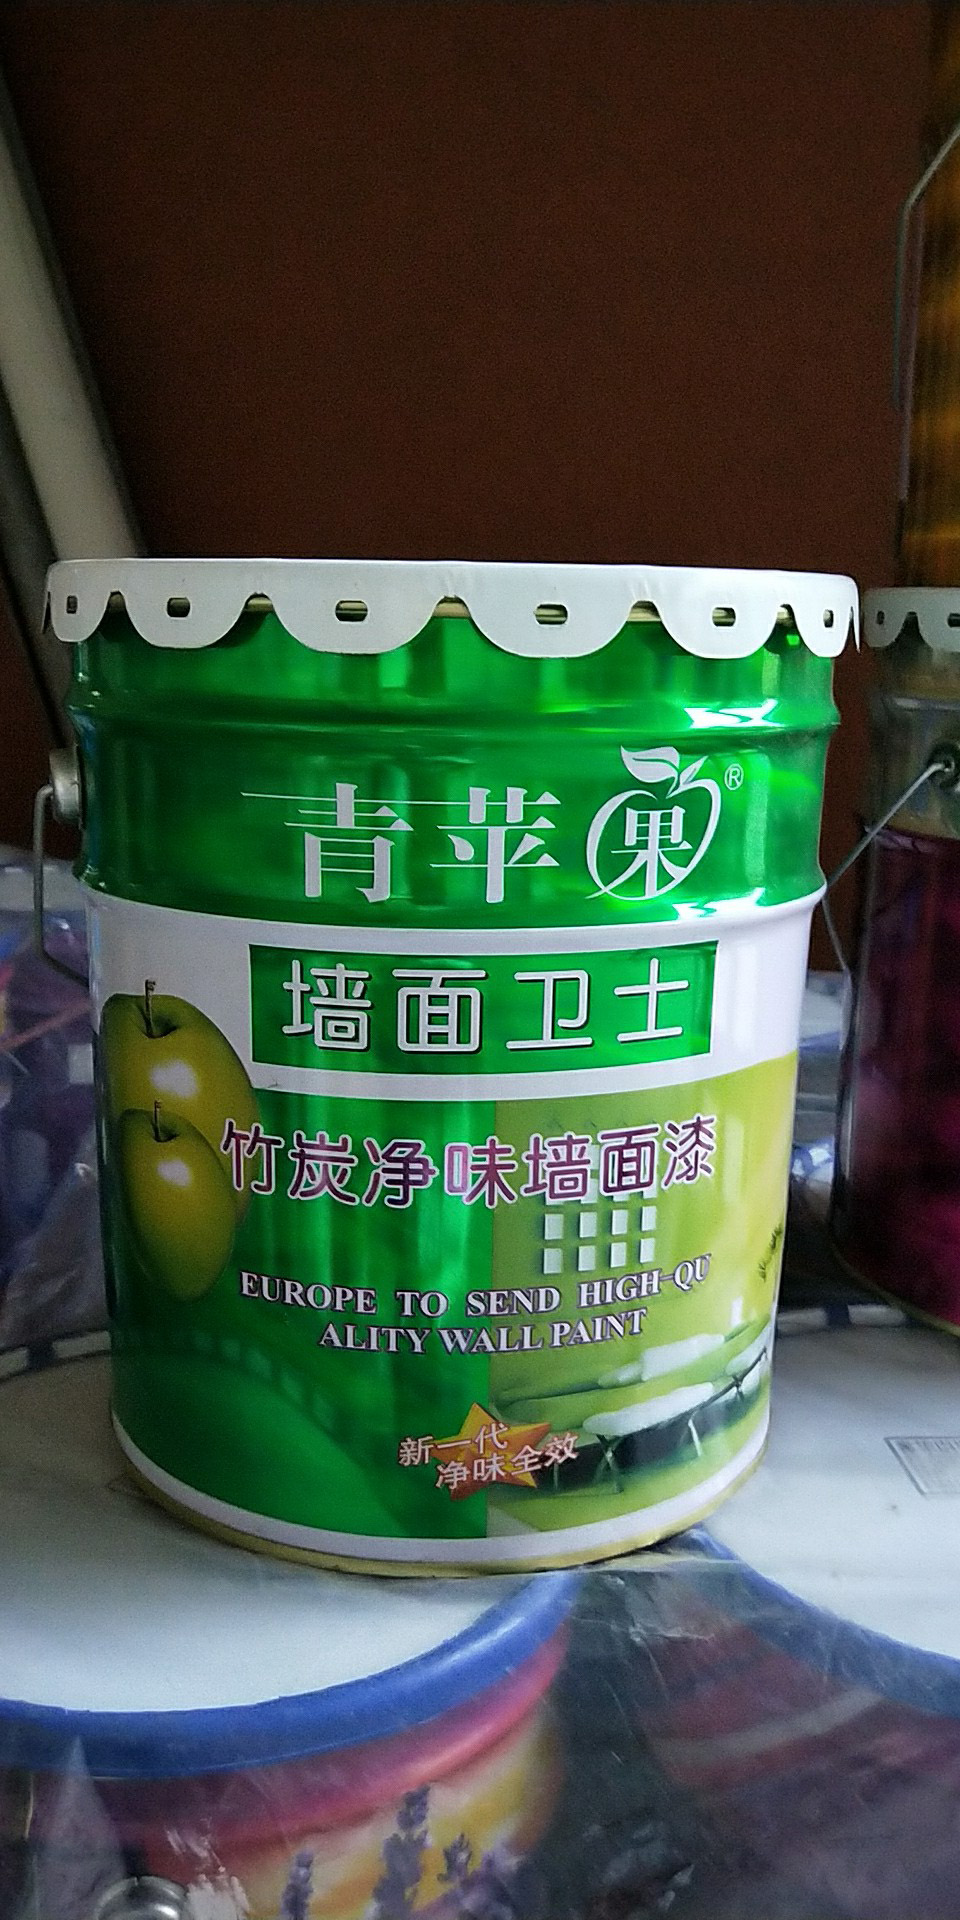 青苹果®
墙面卫士
竹炭净味墙面漆
EUROPE TO SEND HIGH-QU
ALITY WALL PAINT
新一代
净味全效